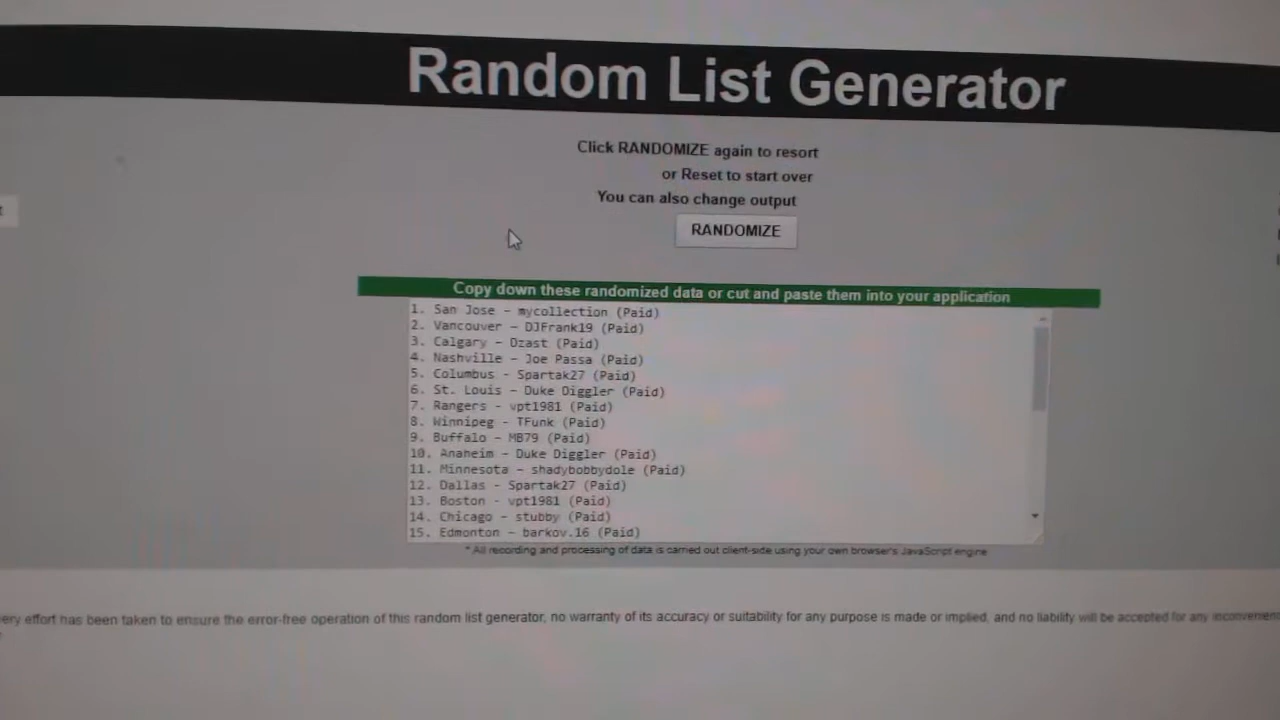 Random List Generator
Click RANDOMIZE again to resort
or Reset to start over
You can also change output
RANDOMIZE
Copy down these randomized data or cut and paste them into your application
1. San Jose - mycollection (Paid)
2. Vancouver - DJFrank19 (Paid)
3. Calgary - Dzast (Paid)
4. Nashville - Joe Passa (Paid)
5. Columbus - Spartak27 (Paid)
6. St. Louis - Duke Diggler (Paid)
7. Rangers - vpt1981 (Paid)
8. Winnipeg - TFunk (Paid)
9. Buffalo - MB79 (Paid)
10. Anaheim - Duke Diggler (Paid)
11. Minnesota - shadybobbydole (Paid)
12. Dallas - Spartak27 (Paid)
13. Boston - vpt1981 (Paid)
14. Chicago - stubby (Paid)
15. Edmonton - barkov.16 (Paid)
* All recording and processing of data is carried out client-side using your own browser's JavaScript engine
ery effort has been taken to ensure the error-free operation of this random list generator, no warranty of its accuracy or suitability for any purpose is made or implied, and no liability will be accepted for any inconvenien